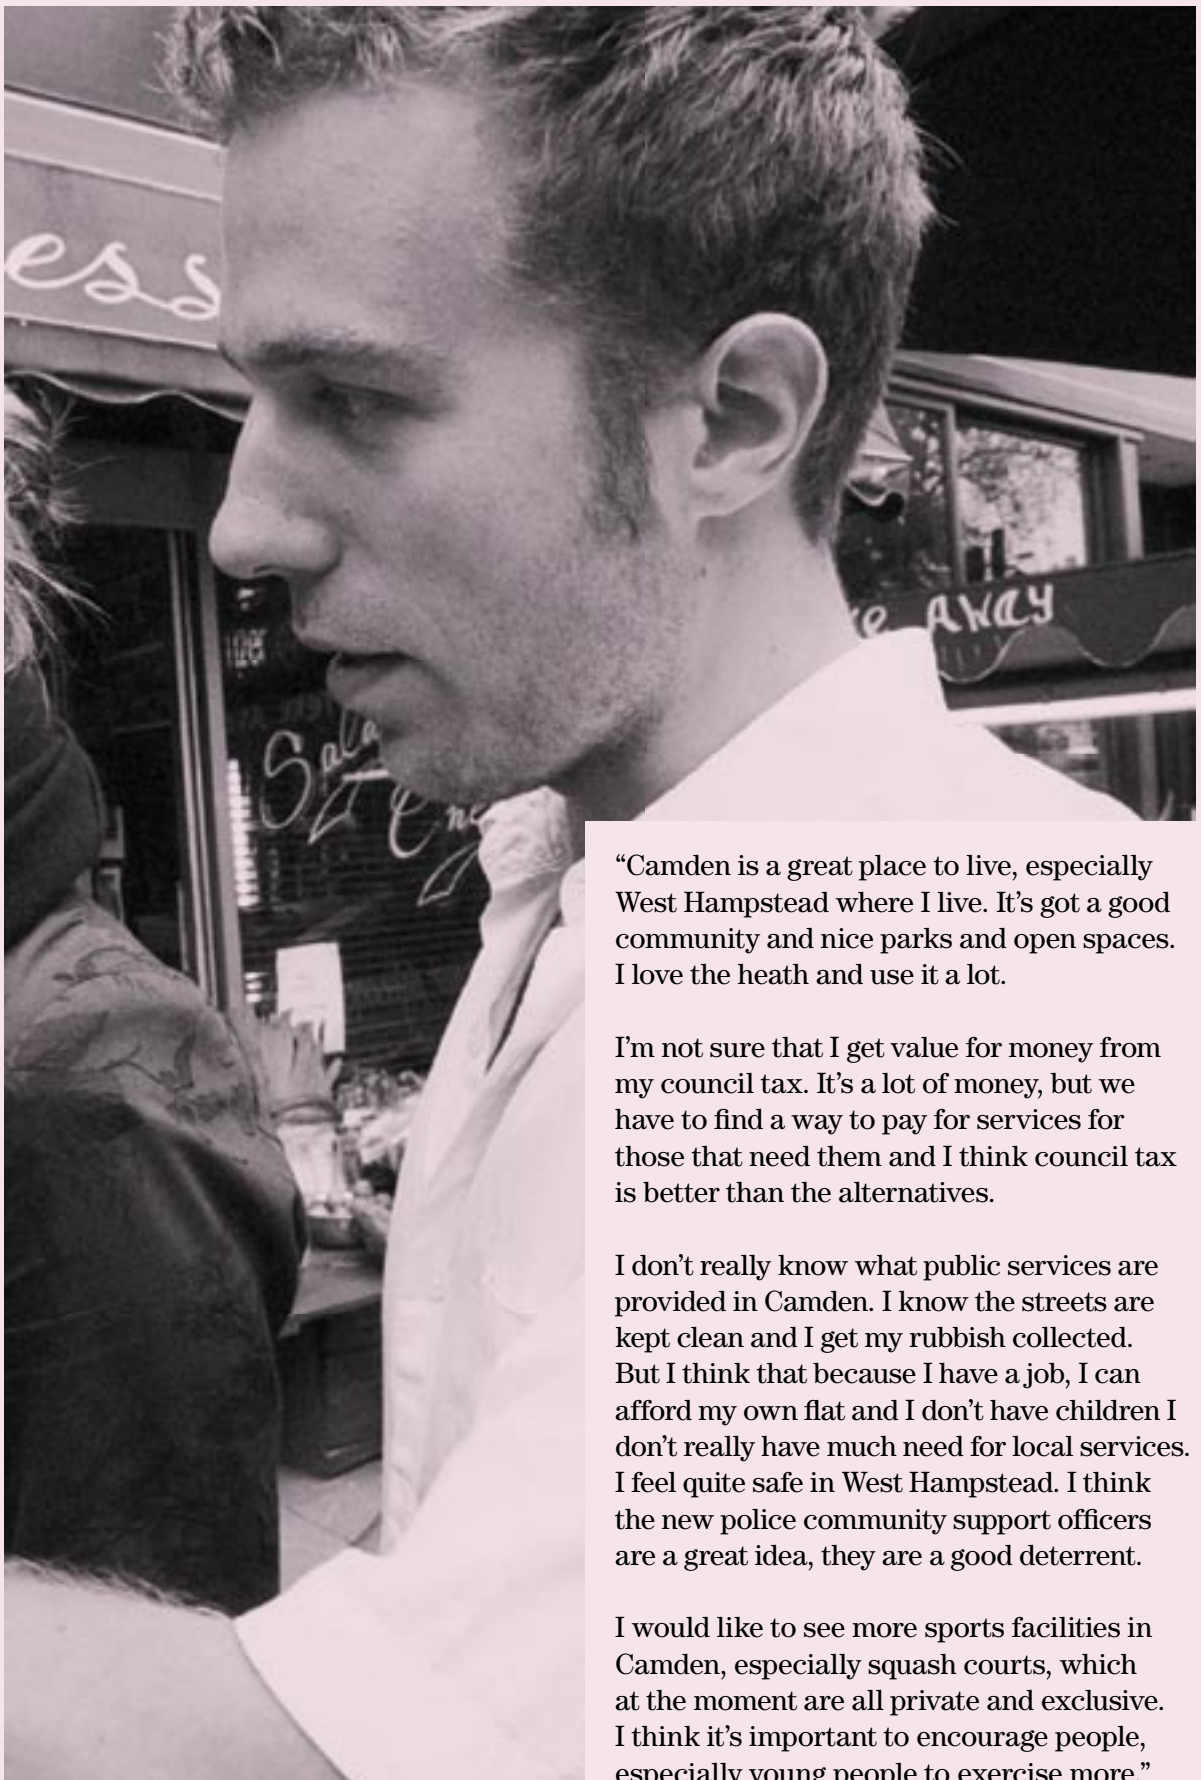 ess
AWAY
“Camden is a great place to live, especially
West Hampstead where I live. It’s got a good
community and nice parks and open spaces.
I love the heath and use it a lot.
I’m not sure that I get value for money from
my council tax. It’s a lot of money, but we
have to find a way to pay for services for
those that need them and I think council tax
is better than the alternatives.
I don’t really know what public services are
provided in Camden. I know the streets are
kept clean and I get my rubbish collected.
But I think that because I have a job, I can
afford my own flat and I don’t have children I
don’t really have much need for local services.
I feel quite safe in West Hampstead. I think
the new police community support officers
are a great idea, they are a good deterrent.
I would like to see more sports facilities in
Camden, especially squash courts, which
at the moment are all private and exclusive.
I think it’s important to encourage people,
especially young people to exercise more.”